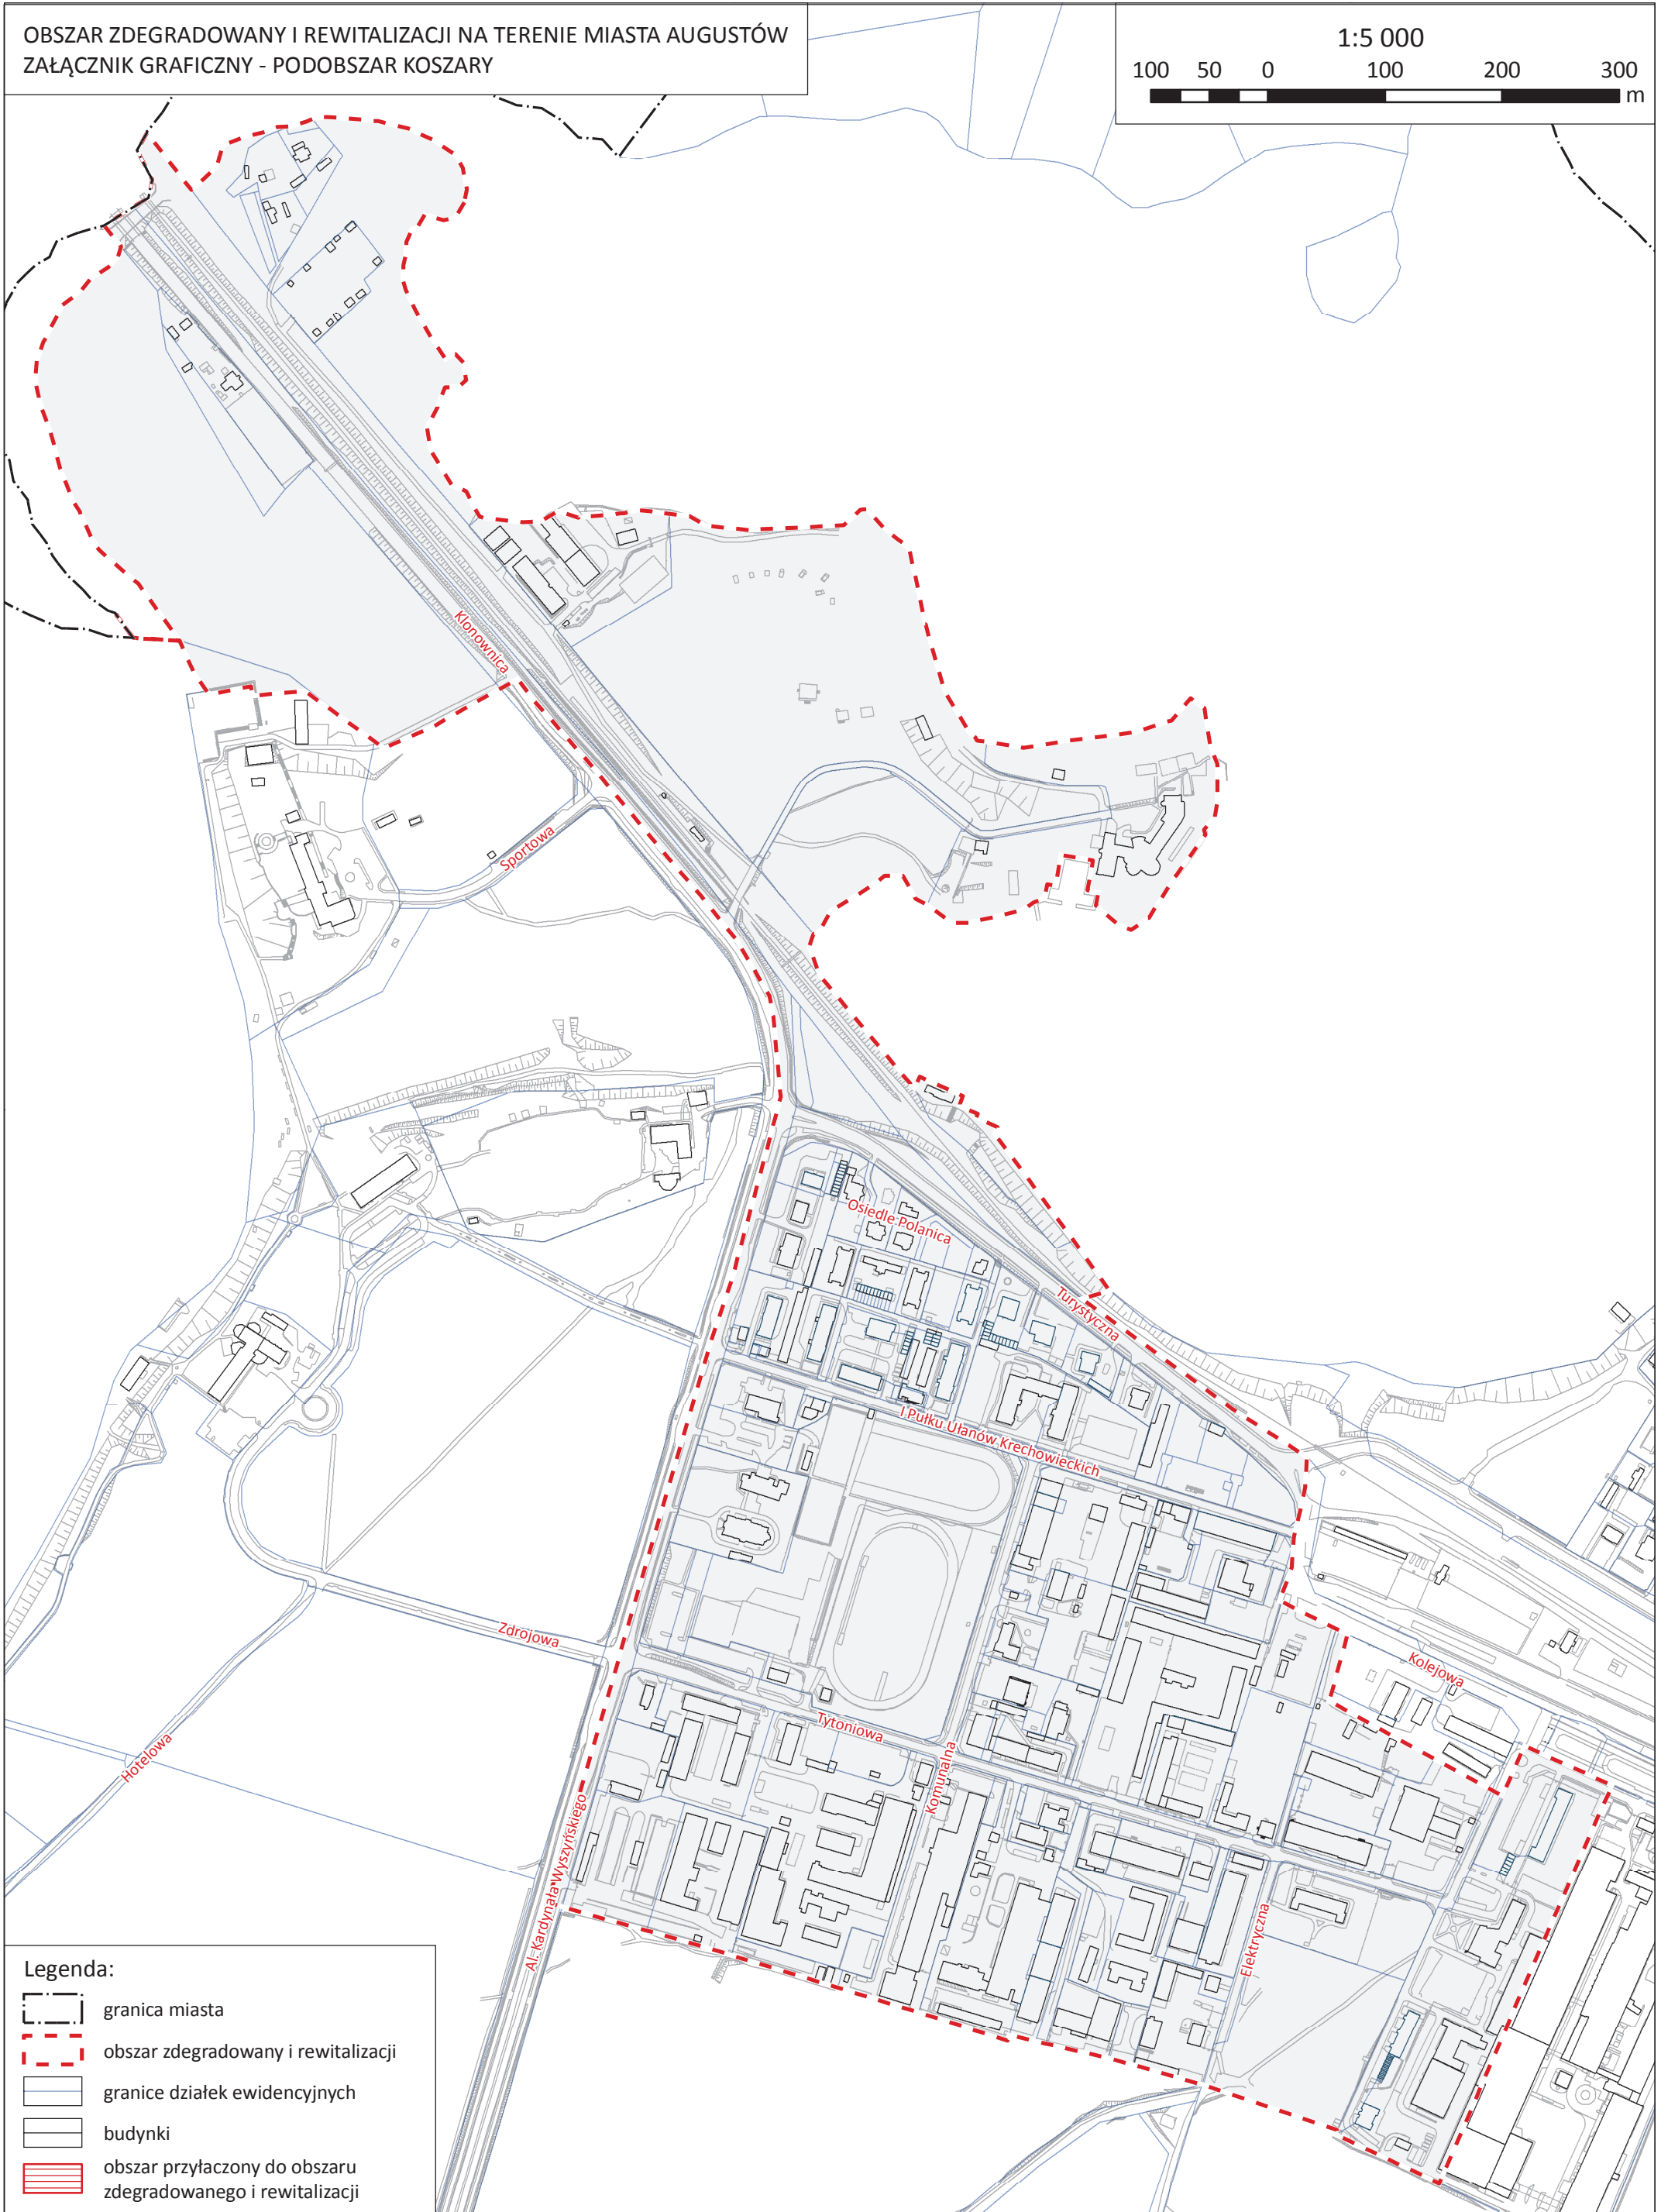 OBSZAR ZDEGRADOWANY I REWITALIZACJI NA TERENIE MIASTA AUGUSTÓW
ZAŁĄCZNIK GRAFICZNY - PODOBSZAR KOSZARY
1:5 000
100 50 0 100 200 300
m
Klonownica
Sportowa
Osiedle Polanica
Turystyczna
I Pułku Ułanów Krechowieckich
Zdrojowa
Kolejowa
Tytoniowa
Hotelowa
Komunalna
Al. Kardynała Wyszyńskiego
Elektryczna
Legenda:
granica miasta
obszar zdegradowany i rewitalizacji
granice działek ewidencyjnych
budynki
obszar przyłaczony do obszaru
zdegradowanego i rewitalizacji